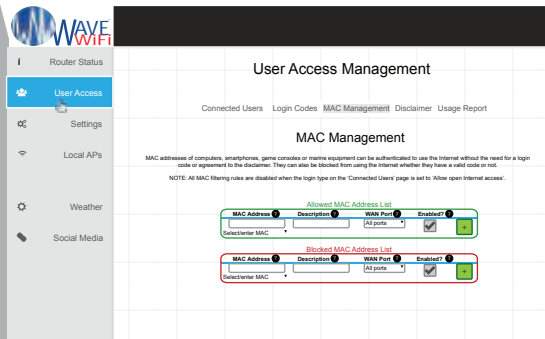 WAVE
WiFi
i Router Status
User Access
Settings
Local APs
Weather
Social Media
User Access Management
Connected Users Login Codes MAC Management Disclaimer Usage Report
MAC Management
MAC addresses of computers, smartphones, game consoles or marine equipment can be authenticated to use the Internet without the need for a login
code or agreement to the disclaimer. They can also be blocked from using the Internet whether they have a valid code or not.
NOTE: All MAC filtering rules are disabled when the login type on the 'Connected Users' page is set to 'Allow open Internet access'.
Allowed MAC Address List
MAC Address ? Description ? WAN Port ? Enabled? ?
All ports
+
Select/enter MAC
Blocked MAC Address List
MAC Address ? Description ? WAN Port ? Enabled? ?
All ports
+
Select/enter MAC